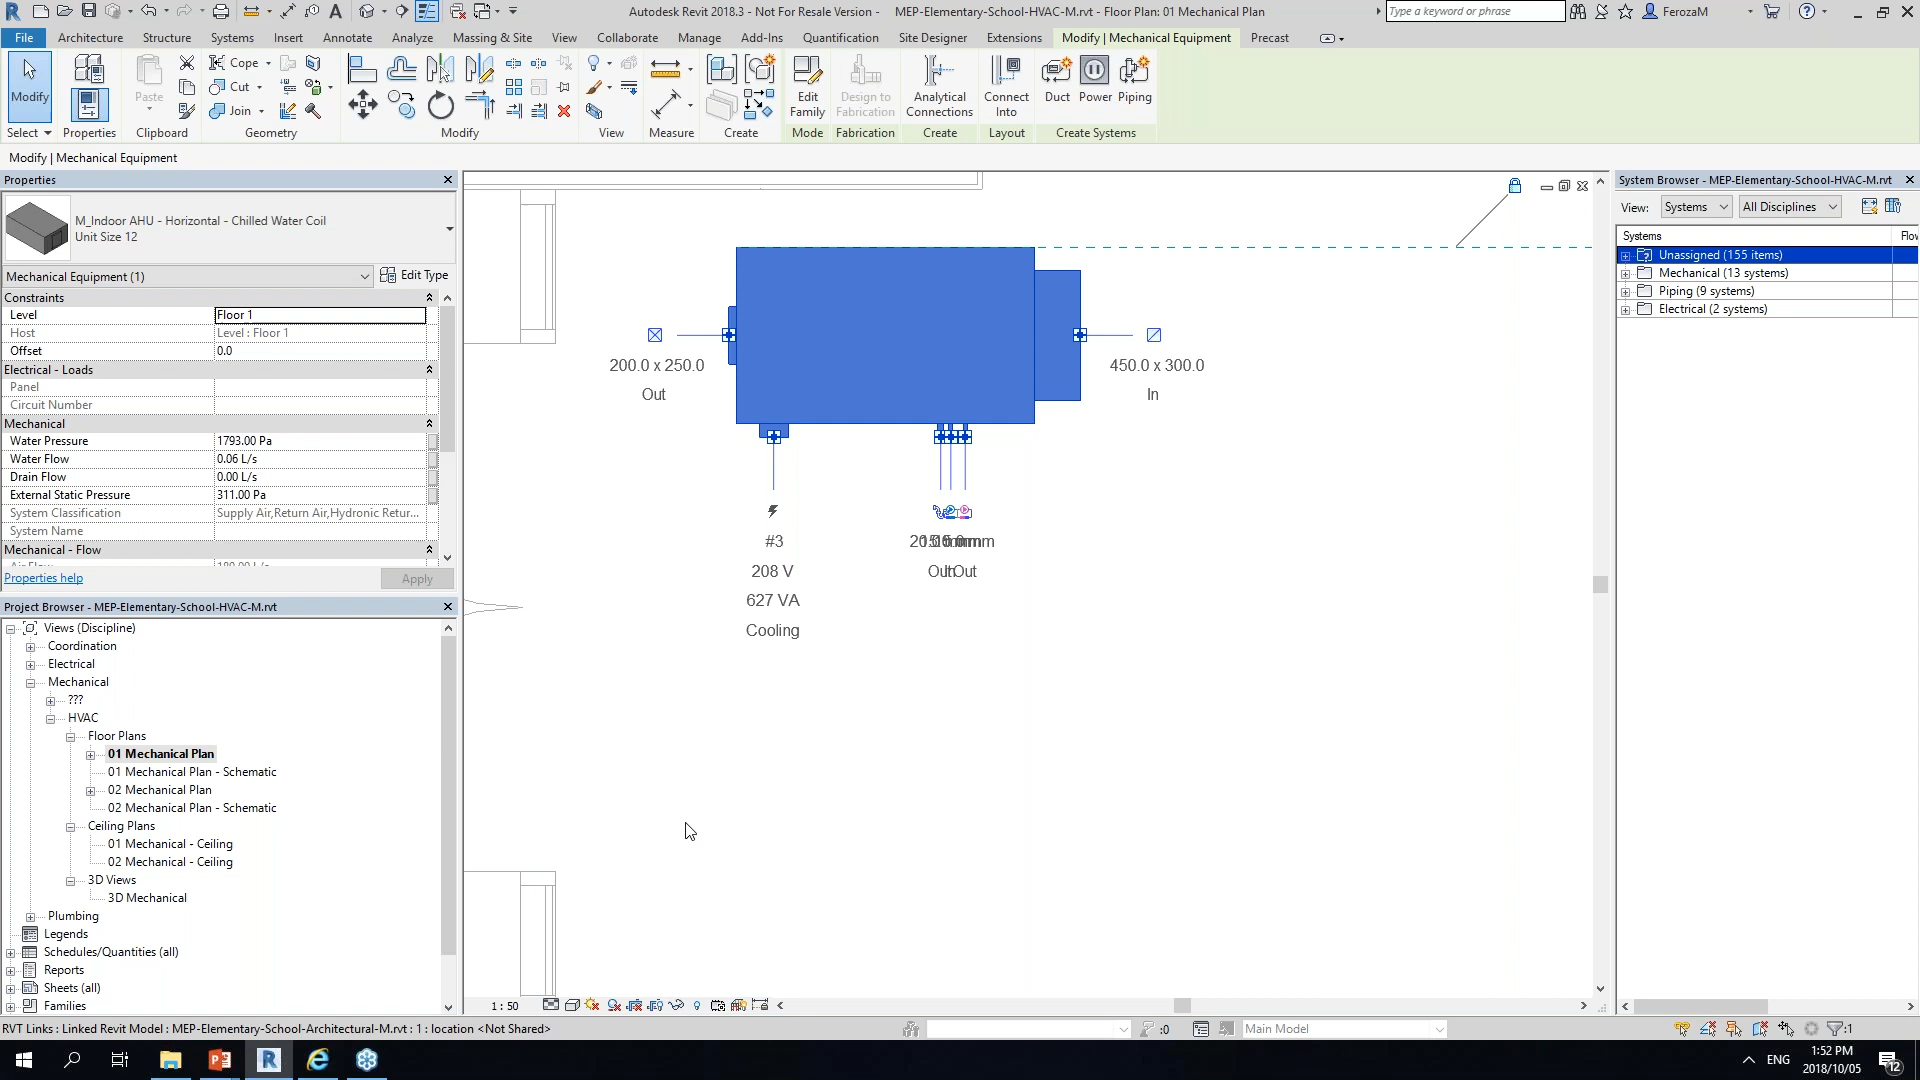 Autodesk Revit 2018.3 - Not For Resale Version - MEP-Elementary-School-HVAC-M.rvt - Floor Plan: 01 Mechanical Plan
Type a keyword or phrase
FerozaM
File Architecture Structure Systems Insert Annotate Analyze Massing & Site View Collaborate Manage Add-Ins Quantification Site Designer Extensions Modify | Mechanical Equipment Precast
Modify Paste Cope Cut Join
Edit Family Design to Fabrication Analytical Connections Connect Into Duct Power Piping
Select Properties Clipboard Geometry Modify View Measure Create Mode Fabrication Create Layout Create Systems
Modify | Mechanical Equipment
Properties
M_Indoor AHU - Horizontal - Chilled Water Coil
Unit Size 12
Mechanical Equipment (1) Edit Type
Constraints
Level Floor 1
Host Level : Floor 1
Offset 0.0
Electrical - Loads
Panel
Circuit Number
Mechanical
Water Pressure 1793.00 Pa
Water Flow 0.06 L/s
Drain Flow 0.00 L/s
External Static Pressure 311.00 Pa
System Classification Supply Air,Return Air,Hydronic Retur...
System Name
Mechanical - Flow
Properties help Apply
Project Browser - MEP-Elementary-School-HVAC-M.rvt
Views (Discipline)
Coordination
Electrical
Mechanical
???
HVAC
Floor Plans
01 Mechanical Plan
01 Mechanical Plan - Schematic
02 Mechanical Plan
02 Mechanical Plan - Schematic
Ceiling Plans
01 Mechanical - Ceiling
02 Mechanical - Ceiling
3D Views
3D Mechanical
Plumbing
Legends
Schedules/Quantities (all)
Reports
Sheets (all)
Families
200.0 x 250.0
Out
450.0 x 300.0
In
#3
208 V
627 VA
Cooling
1 : 50
System Browser - MEP-Elementary-School-HVAC-M.rvt
View: Systems All Disciplines
Systems Flow
Unassigned (155 items)
Mechanical (13 systems)
Piping (9 systems)
Electrical (2 systems)
RVT Links : Linked Revit Model : MEP-Elementary-School-Architectural-M.rvt : 1 : location <Not Shared>
:0
Main Model
:1
ENG
1:52 PM
2018/10/05
12